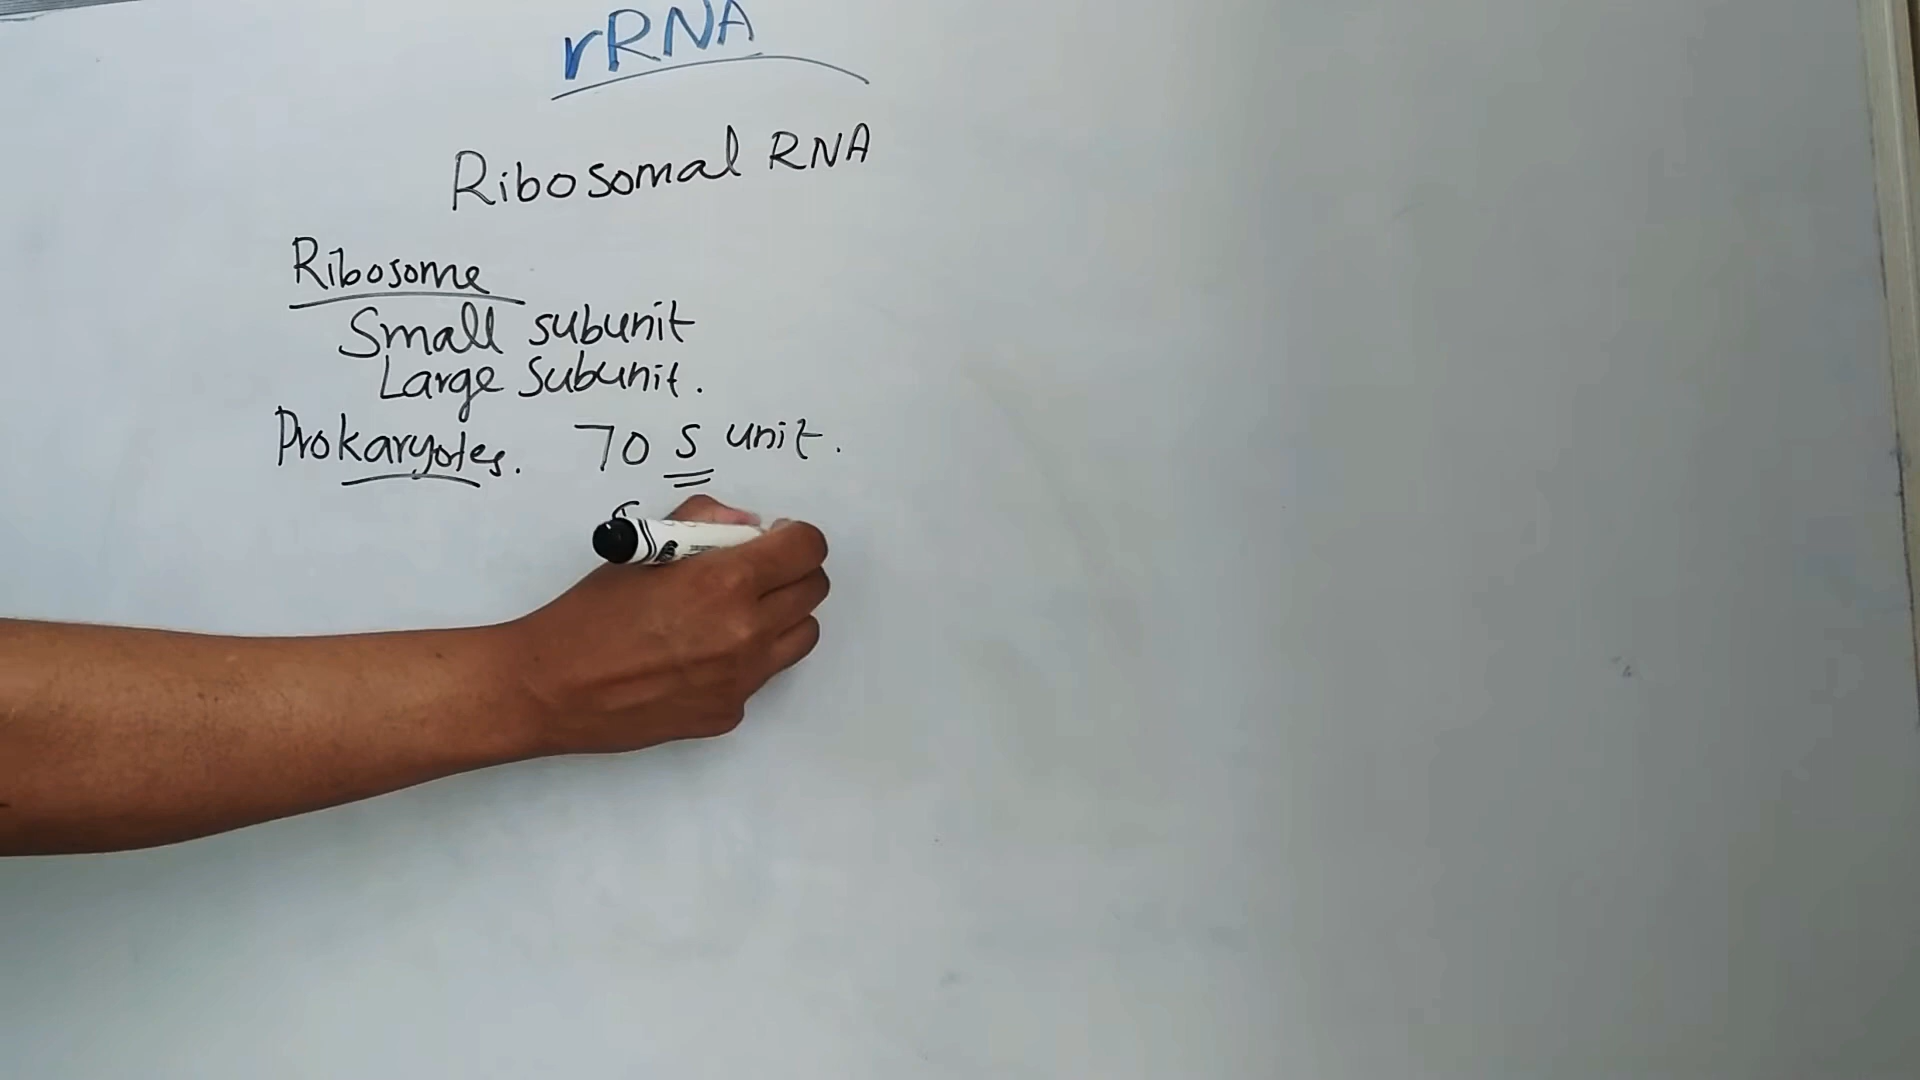 rRNA
Ribosomal RNA
Ribosome
Small subunit
Large subunit.
Prokaryotes. 70 S unit.